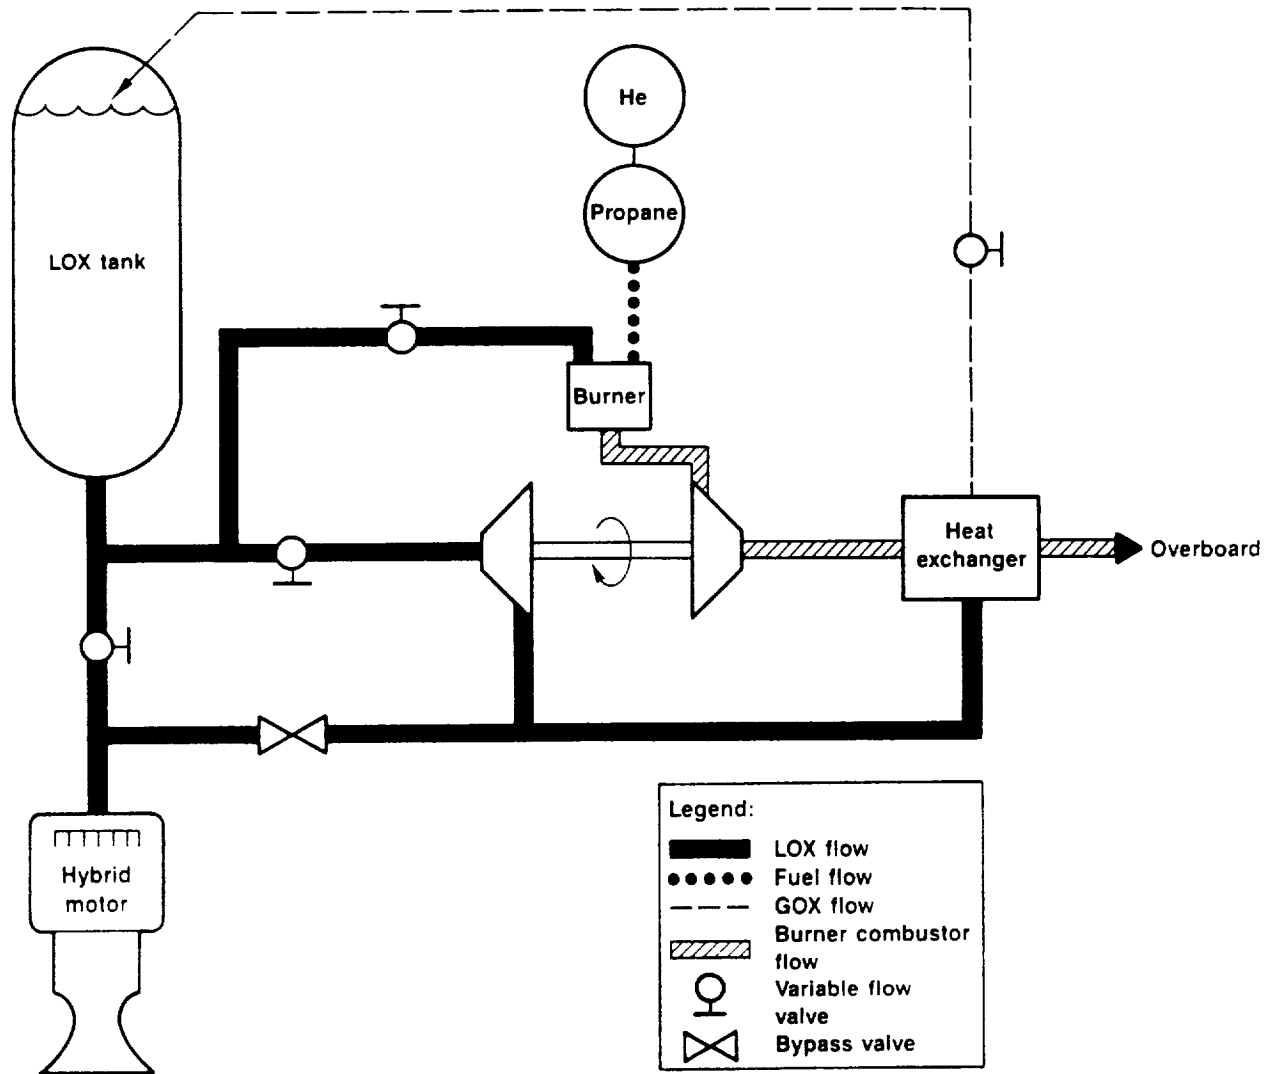 He
Propane
LOX tank
Burner
Heat
exchanger
Overboard
Hybrid
motor
Legend:
LOX flow
Fuel flow
GOX flow
Burner combustor
flow
Variable flow
valve
Bypass valve